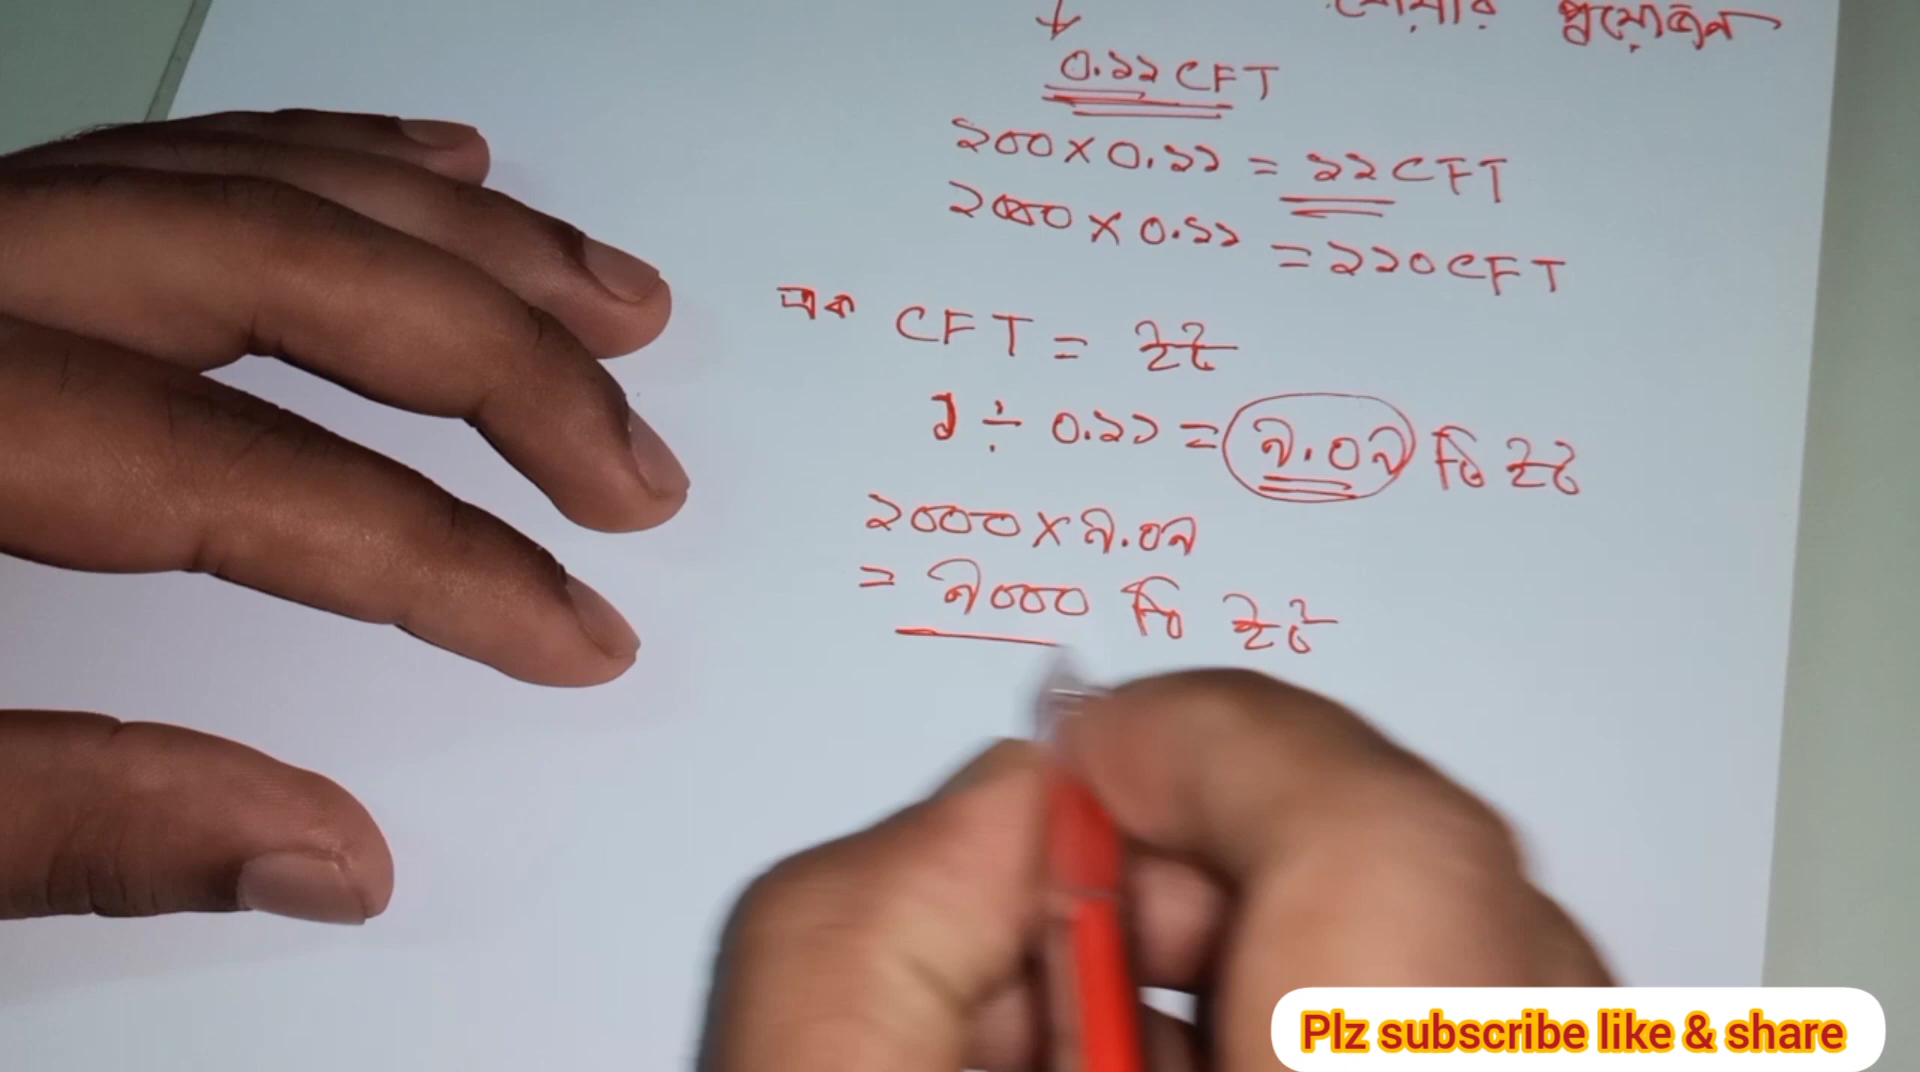 খোয়ার প্রয়োজন
০.১১ CFT
১০০ × ০.১১ = ১১ CFT
১০০০ × ০.১১ = ১১০ CFT
এক CFT = ইট
১ ÷ ০.১১ = ৯.০৯ টি ইট
১০০০ × ৯.০৯
= ৯০০০ টি ইট
Plz subscribe like & share